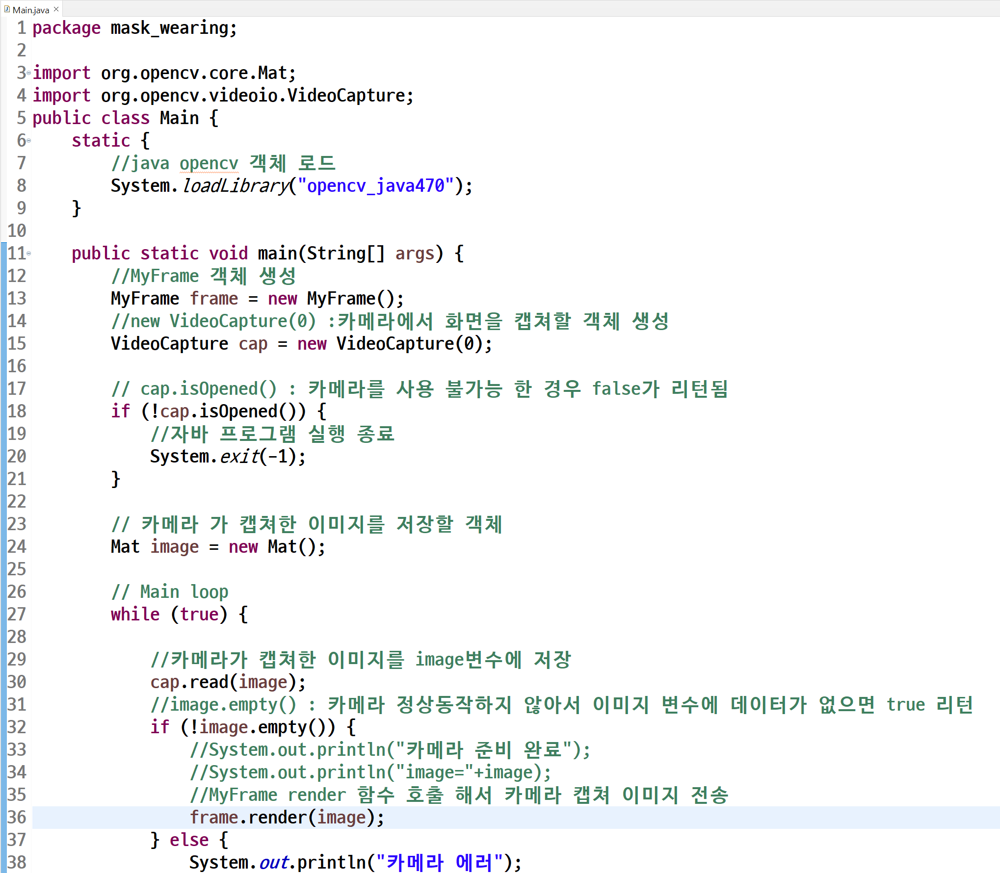 Main.java ×
1 package mask_wearing;
2
3 import org.opencv.core.Mat;
4 import org.opencv.videoio.VideoCapture;
5 public class Main {
6     static {
7         //java opencv 객체 로드
8         System.loadLibrary("opencv_java470");
9     }
10
11     public static void main(String[] args) {
12         //MyFrame 객체 생성
13         MyFrame frame = new MyFrame();
14         //new VideoCapture(0) :카메라에서 화면을 캡쳐할 객체 생성
15         VideoCapture cap = new VideoCapture(0);
16
17         // cap.isOpened() : 카메라를 사용 불가능 한 경우 false가 리턴됨
18         if (!cap.isOpened()) {
19             //자바 프로그램 실행 종료
20             System.exit(-1);
21         }
22
23         // 카메라 가 캡쳐한 이미지를 저장할 객체
24         Mat image = new Mat();
25
26         // Main loop
27         while (true) {
28
29             //카메라가 캡쳐한 이미지를 image변수에 저장
30             cap.read(image);
31             //image.empty() : 카메라 정상동작하지 않아서 이미지 변수에 데이터가 없으면 true 리턴
32             if (!image.empty()) {
33                 //System.out.println("카메라 준비 완료");
34                 //System.out.println("image="+image);
35                 //MyFrame render 함수 호출 해서 카메라 캡쳐 이미지 전송
36                 frame.render(image);
37             } else {
38                 System.out.println("카메라 에러");